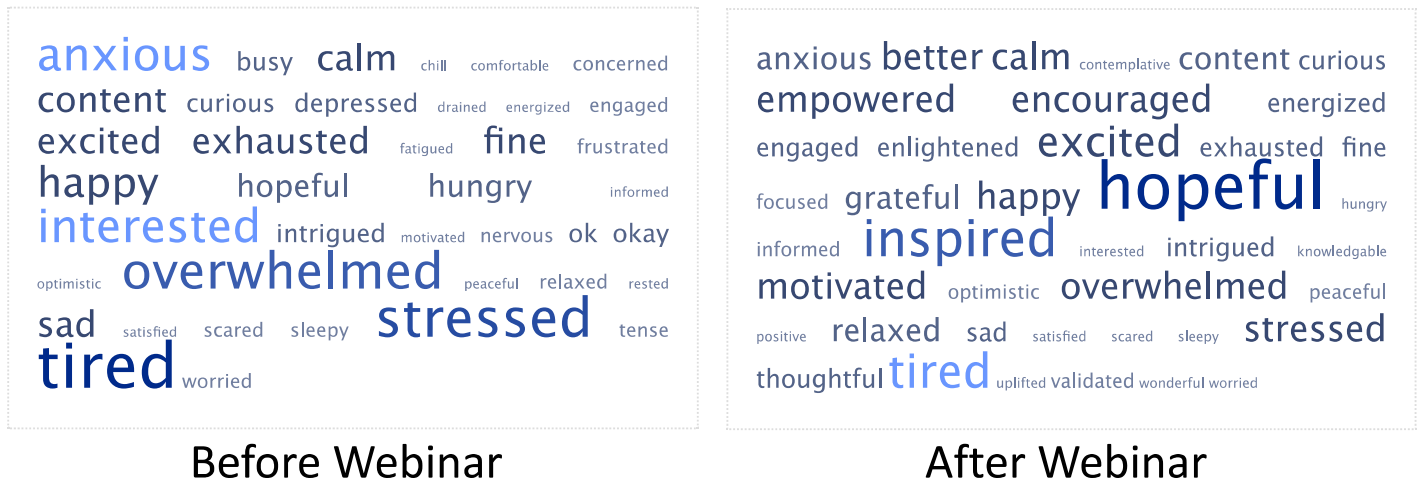 anxious busy calm chill comfortable concerned
content curious depressed drained energized engaged
excited exhausted fatigued fine frustrated
happy hopeful hungry informed
interested intrigued motivated nervous ok okay
optimistic overwhelmed peaceful relaxed rested
sad satisfied scared sleepy stressed tense
tired worried
Before Webinar
anxious better calm contemplative content curious
empowered encouraged energized
engaged enlightened excited exhausted fine
focused grateful happy hopeful hungry
informed inspired interested intrigued knowledgable
motivated optimistic overwhelmed peaceful
positive relaxed sad satisfied scared sleepy stressed
thoughtful tired uplifted validated wonderful worried
After Webinar